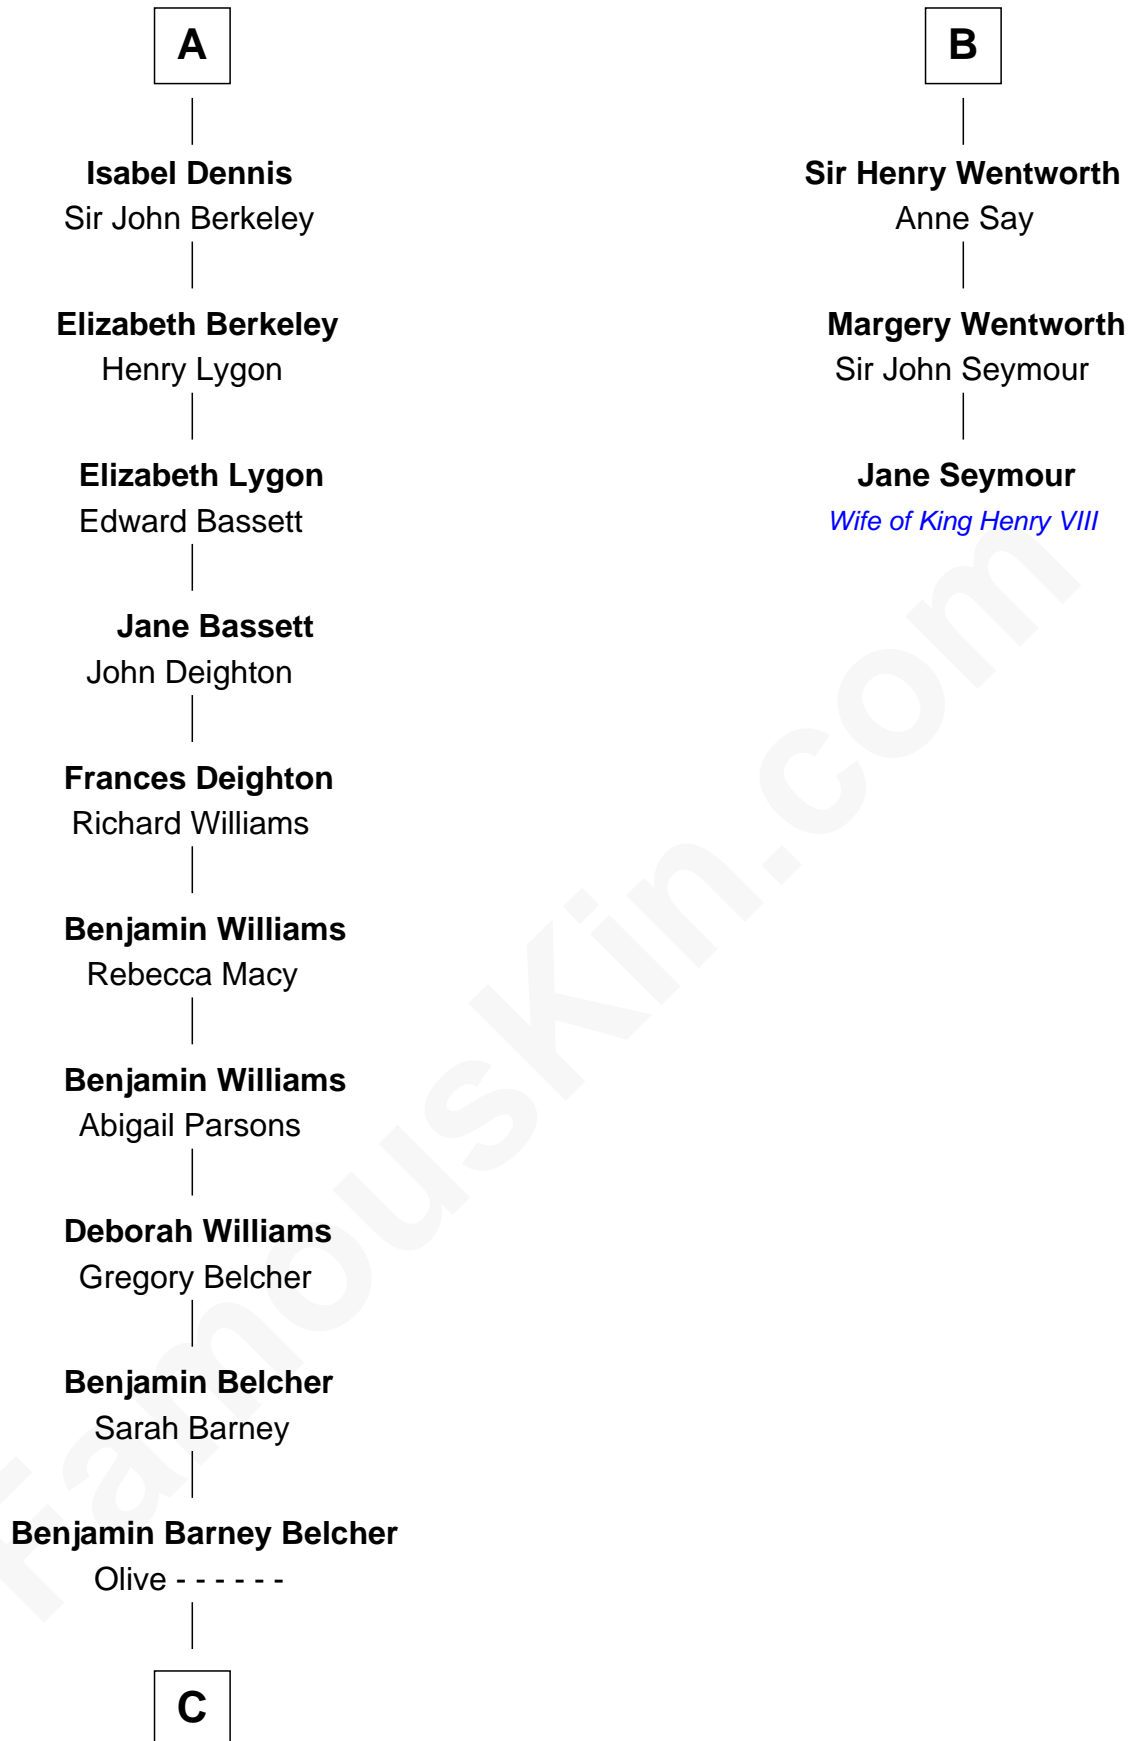 A
Isabel Dennis
Sir John Berkeley
Elizabeth Berkeley
Henry Lygon
Elizabeth Lygon
Edward Bassett
Jane Bassett
John Deighton
Frances Deighton
Richard Williams
Benjamin Williams
Rebecca Macy
Benjamin Williams
Abigail Parsons
Deborah Williams
Gregory Belcher
Benjamin Belcher
Sarah Barney
Benjamin Barney Belcher
Olive - - - - - -
C
B
Sir Henry Wentworth
Anne Say
Margery Wentworth
Sir John Seymour
Jane Seymour
Wife of King Henry VIII
FamousKin.com